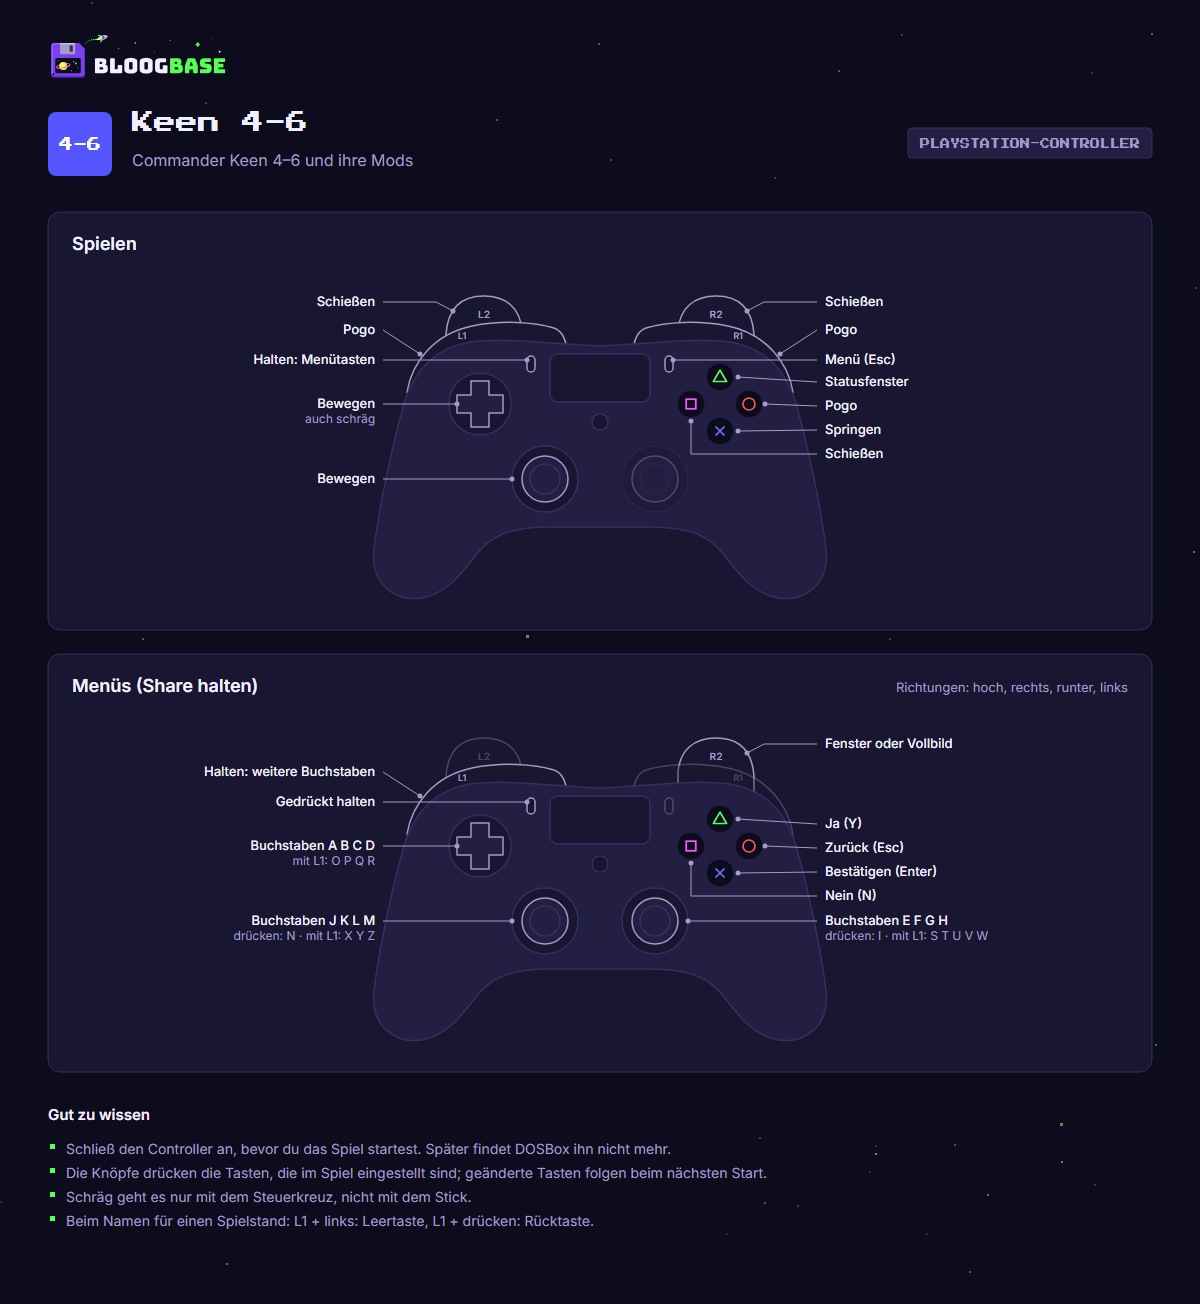 BLOOGBASE
4-6
Keen 4-6
Commander Keen 4–6 und ihre Mods
PLAYSTATION-CONTROLLER
Spielen
Schießen
L2
R2
Schießen
Pogo
L1
R1
Pogo
Halten: Menütasten
Menü (Esc)
Statusfenster
Bewegen
auch schräg
Pogo
Springen
Schießen
Bewegen
Menüs (Share halten)
Richtungen: hoch, rechts, runter, links
L2
R2
Fenster oder Vollbild
Halten: weitere Buchstaben
L1
R1
Gedrückt halten
Ja (Y)
Buchstaben A B C D
mit L1: O P Q R
Zurück (Esc)
Bestätigen (Enter)
Nein (N)
Buchstaben J K L M
drücken: N · mit L1: X Y Z
Buchstaben E F G H
drücken: I · mit L1: S T U V W
Gut zu wissen
Schließ den Controller an, bevor du das Spiel startest. Später findet DOSBox ihn nicht mehr.
Die Knöpfe drücken die Tasten, die im Spiel eingestellt sind; geänderte Tasten folgen beim nächsten Start.
Schräg geht es nur mit dem Steuerkreuz, nicht mit dem Stick.
Beim Namen für einen Spielstand: L1 + links: Leertaste, L1 + drücken: Rücktaste.